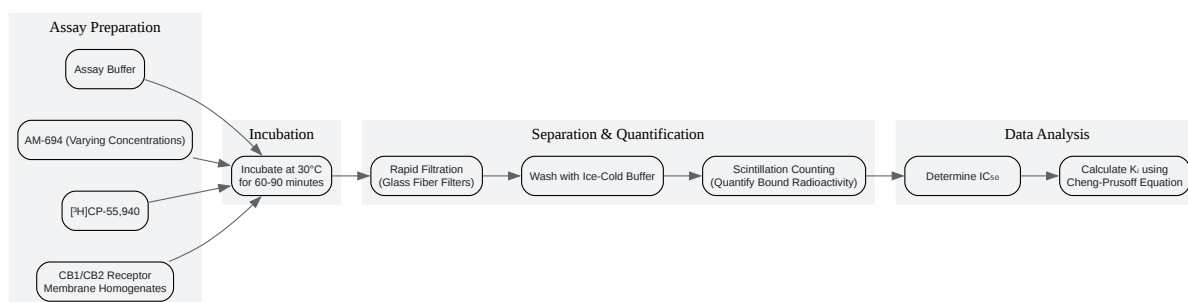 Assay Preparation
Assay Buffer
AM-694 (Varying Concentrations)
[³H]CP-55,940
CB1/CB2 Receptor
Membrane Homogenates
Incubation
Incubate at 30°C
for 60-90 minutes
Separation & Quantification
Rapid Filtration
(Glass Fiber Filters)
Wash with Ice-Cold Buffer
Scintillation Counting
(Quantify Bound Radioactivity)
Data Analysis
Determine IC₅₀
Calculate Kᵢ using
Cheng-Prusoff Equation